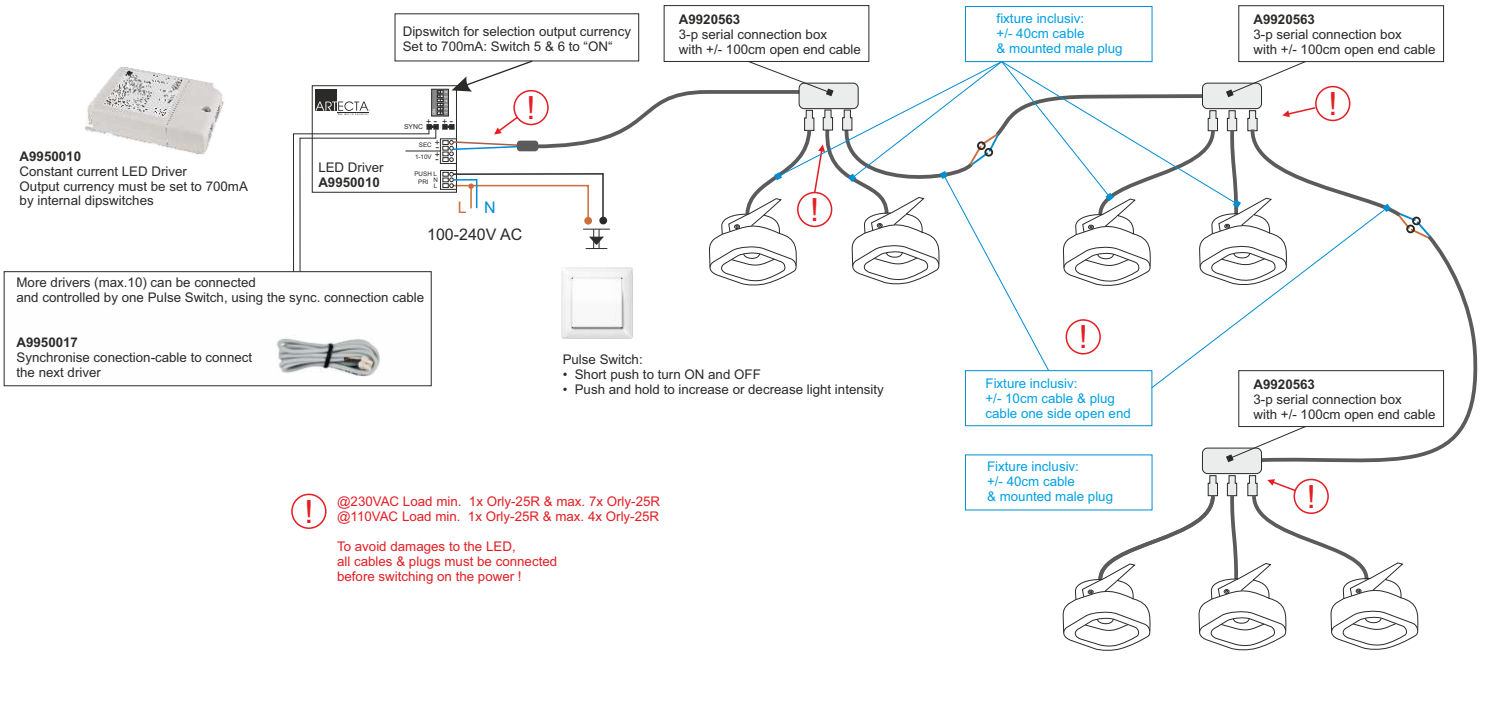 A9950010
Constant current LED Driver
Output currency must be set to 700mA
by internal dipswitches
Dipswitch for selection output currency
Set to 700mA: Switch 5 & 6 to “ON“
ARTECTA
SYNC
+ - + -
SEC
+
-
1-10V
+
-
PUSH L
PRI N
L
LED Driver
A9950010
L N
100-240V AC
More drivers (max.10) can be connected
and controlled by one Pulse Switch, using the sync. connection cable
A9950017
Synchronise conection-cable to connect
the next driver
Pulse Switch:
• Short push to turn ON and OFF
• Push and hold to increase or decrease light intensity
A9920563
3-p serial connection box
with +/- 100cm open end cable
fixture inclusiv:
+/- 40cm cable
& mounted male plug
A9920563
3-p serial connection box
with +/- 100cm open end cable
!
!
!
!
Fixture inclusiv:
+/- 10cm cable & plug
cable one side open end
A9920563
3-p serial connection box
with +/- 100cm open end cable
Fixture inclusiv:
+/- 40cm cable
& mounted male plug
!
!
@230VAC Load min. 1x Orly-25R & max. 7x Orly-25R
@110VAC Load min. 1x Orly-25R & max. 4x Orly-25R
To avoid damages to the LED,
all cables & plugs must be connected
before switching on the power !